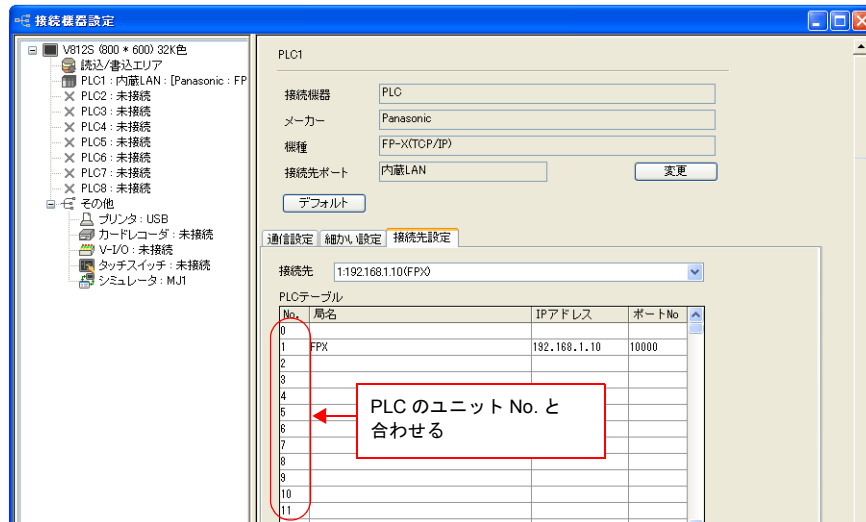 接続機器設定
V812S (800 * 600) 32K色
読込/書込エリア
PLC1 : 内蔵LAN : [Panasonic : FP
PLC2 : 未接続
PLC3 : 未接続
PLC4 : 未接続
PLC5 : 未接続
PLC6 : 未接続
PLC7 : 未接続
PLC8 : 未接続
その他
プリンタ : USB
カードレコーダ : 未接続
V-I/O : 未接続
タッチスイッチ : 未接続
シミュレータ : MJ1
PLC1
接続機器 PLC
メーカー Panasonic
機種 FP-X(TCP/IP)
接続先ポート 内蔵LAN 変更
デフォルト
通信設定 細かい設定 接続先設定
接続先 1:192.168.1.10(FPX)
PLCテーブル
No. 局名 IPアドレス ポートNo
0
1 FPX 192.168.1.10 10000
2
3
4
5
6
7
8
9
10
11
PLC のユニット No. と
合わせる